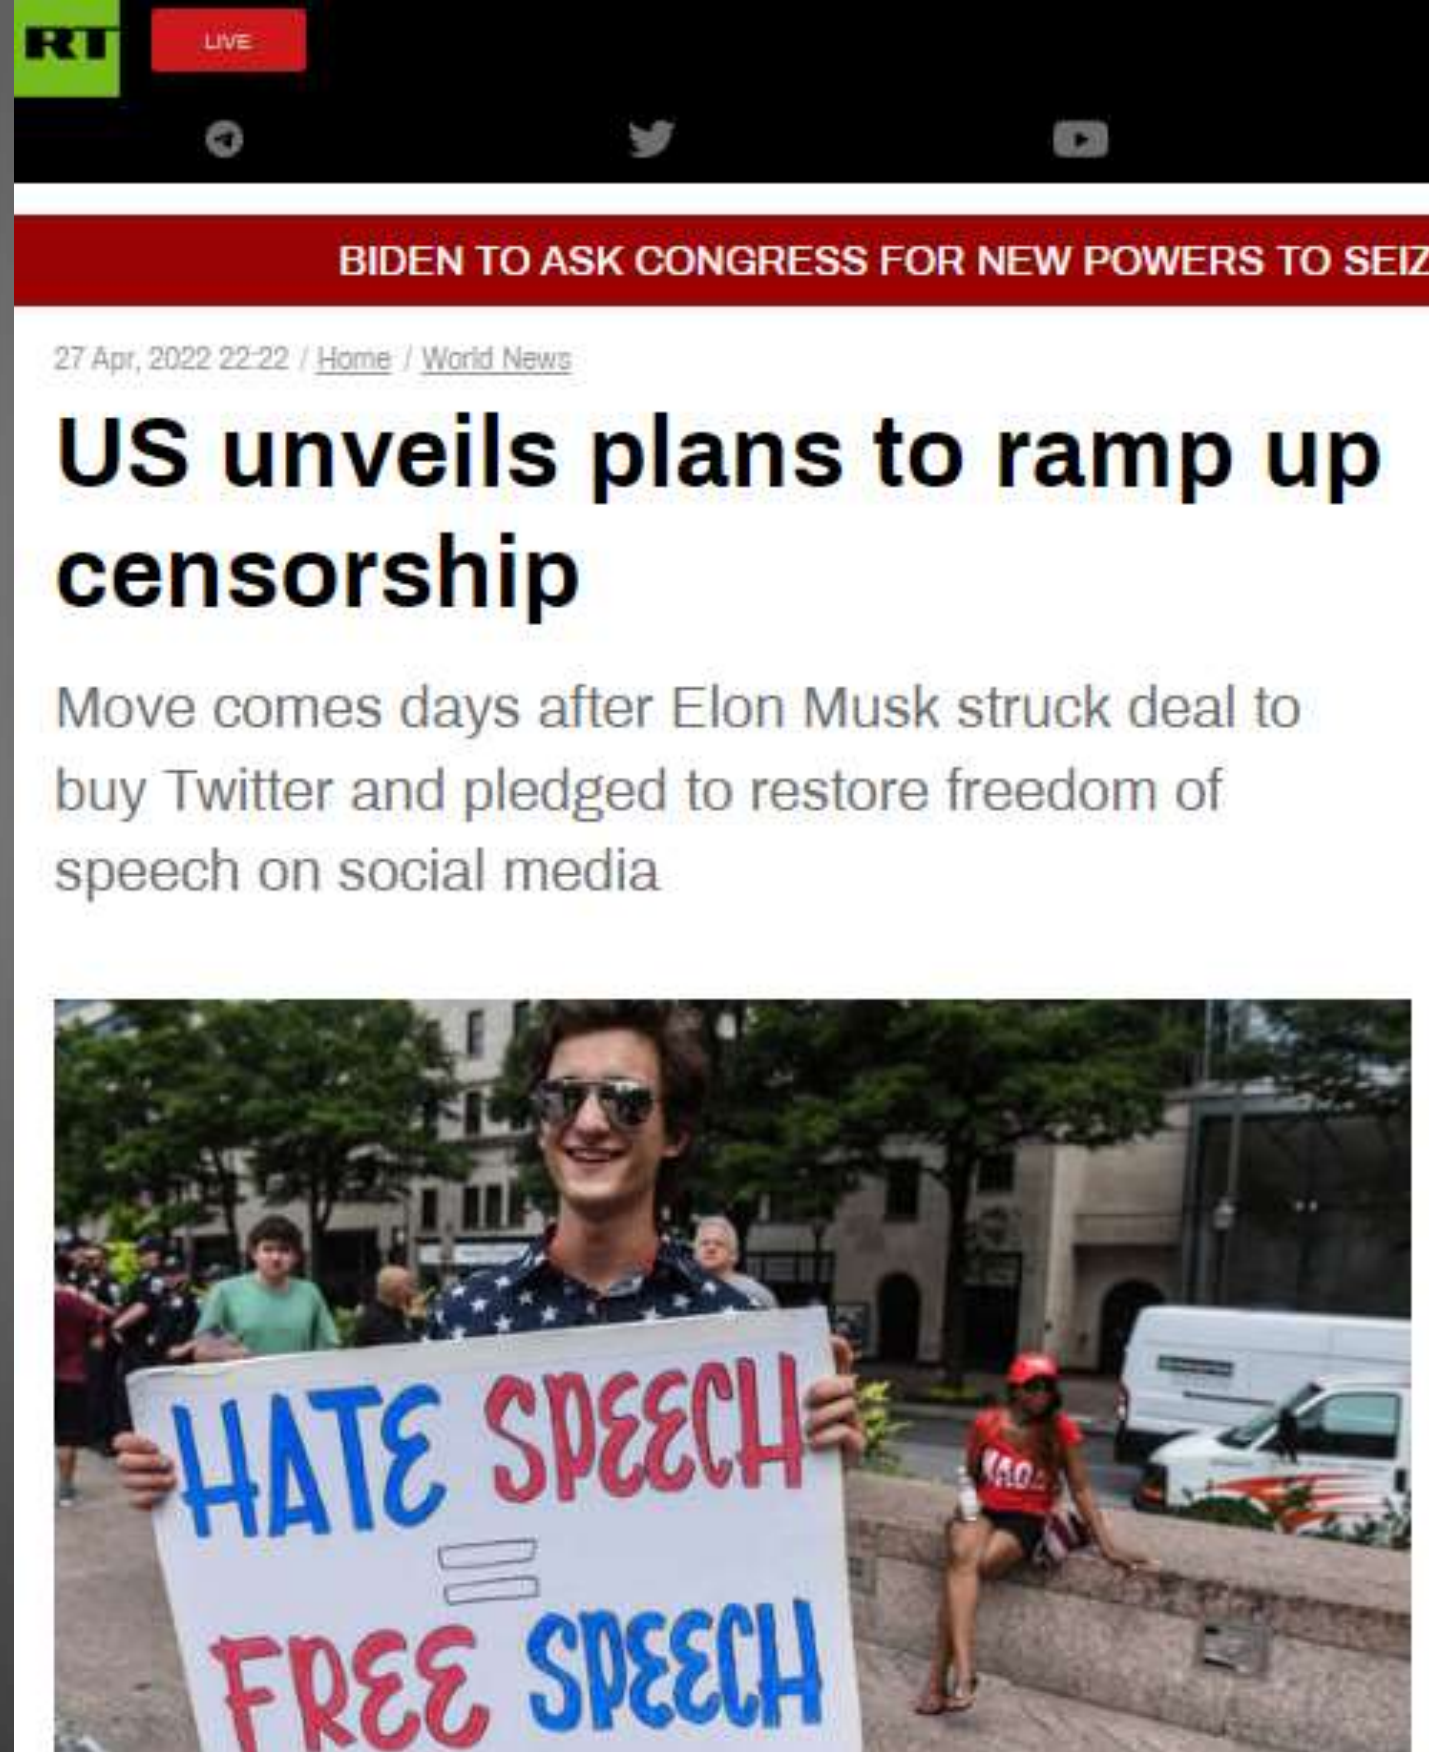 RT
LIVE
BIDEN TO ASK CONGRESS FOR NEW POWERS TO SEIZ
27 Apr, 2022 22:22 / Home / World News
US unveils plans to ramp up
censorship
Move comes days after Elon Musk struck deal to
buy Twitter and pledged to restore freedom of
speech on social media
HATE SPEECH
=
FREE SPEECH